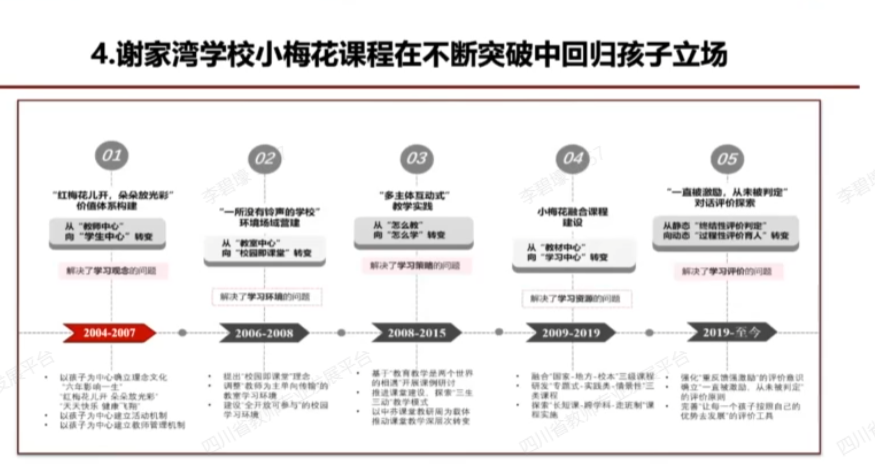 4.谢家湾学校小梅花课程在不断突破中回归孩子立场
01
“红梅花儿开，朵朵放光彩”
价值体系构建
从“教师中心”
向“学生中心”转变
解决了学习观念的问题
2004-2007
• 以孩子为中心确立理念文化
“六年影响一生”
“红梅花儿开 朵朵放光彩”
“天天快乐 健康飞翔”
• 以孩子为中心建立活动机制
• 以孩子为中心建立教师管理机制
02
“一所没有铃声的学校”
环境场域营建
从“教室中心”
向“校园即课堂”转变
解决了学习环境的问题
2006-2008
• 提出“校园即课堂”理念
• 调整“教师为主单向传输”的
教室学习环境
• 建设“全开放可参与”的校园
学习环境
03
“多主体互动式”
教学实践
从“怎么教”
向“怎么学”转变
解决了学习策略的问题
2008-2015
• 基于“教育教学是两个世界
的相遇”开展课例研讨
• 推进课堂建设，探索“三生
三动”教学模式
• 以中芬课堂教研周为载体
推动课堂教学深层次转变
04
小梅花融合课程
建设
从“教材中心”
向“学习中心”转变
解决了学习资源的问题
2009-2019
• 融合“国家-地方-校本”三级课程
• 研发“专题式-实践类-情景性”三
类课程
• 探索“长短课-跨学科-走班制”课
程实施
05
“一直被激励，从未被判定”
对话评价探索
从静态“终结性评价判定”
向动态“过程性评价育人”转变
解决了学习评价的问题
2019-至今
• 强化“重反馈强激励”的评价意识
• 确立“一直被激励，从未被判定”
的评价原则
• 完善“让每一个孩子按照自己的
优势去发展”的评价工具